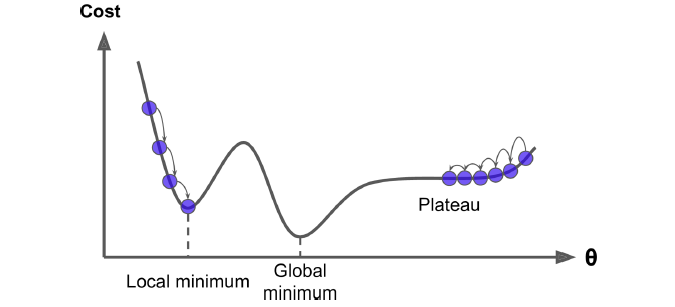 Cost
Plateau
θ
Local minimum
Global
minimum